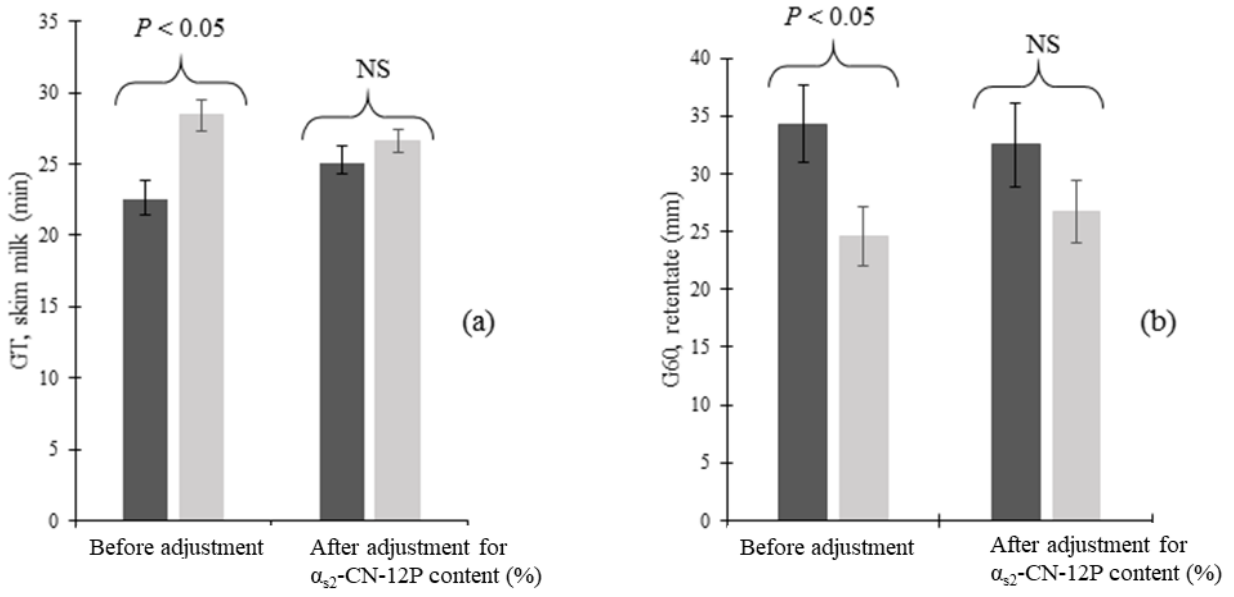 35
30
25
20
15
10
5
0
GT, skim milk (min)
P < 0.05
NS
(a)
Before adjustment
After adjustment for
αs2-CN-12P content (%)
40
35
30
25
20
15
10
5
0
G60, retentate (mm)
P < 0.05
NS
(b)
Before adjustment
After adjustment for
αs2-CN-12P content (%)